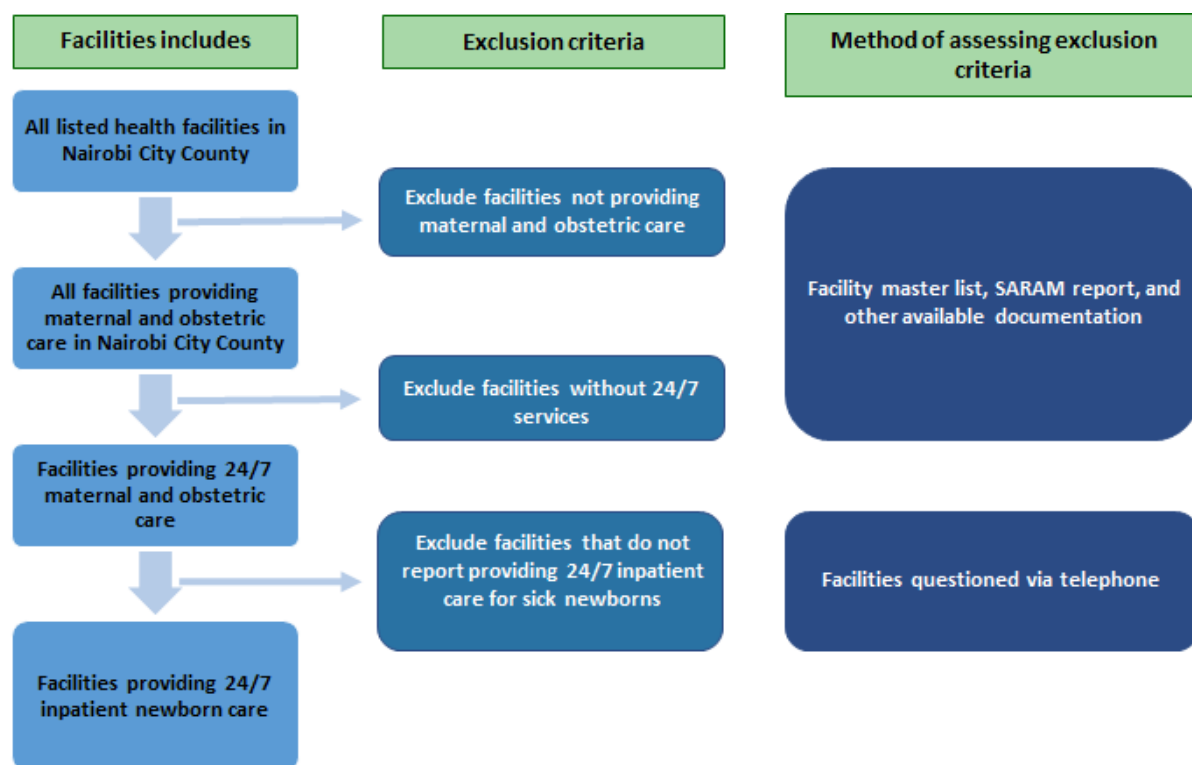 Facilities includes
Exclusion criteria
Method of assessing exclusion
criteria
All listed health facilities in
Nairobi City County
Exclude facilities not providing
maternal and obstetric care
All facilities providing
maternal and obstetric
care in Nairobi City County
Facility master list, SARAM report, and
other available documentation
Exclude facilities without 24/7
services
Facilities providing 24/7
maternal and obstetric
care
Exclude facilities that do not
report providing 24/7 inpatient
care for sick newborns
Facilities questioned via telephone
Facilities providing 24/7
inpatient newborn care